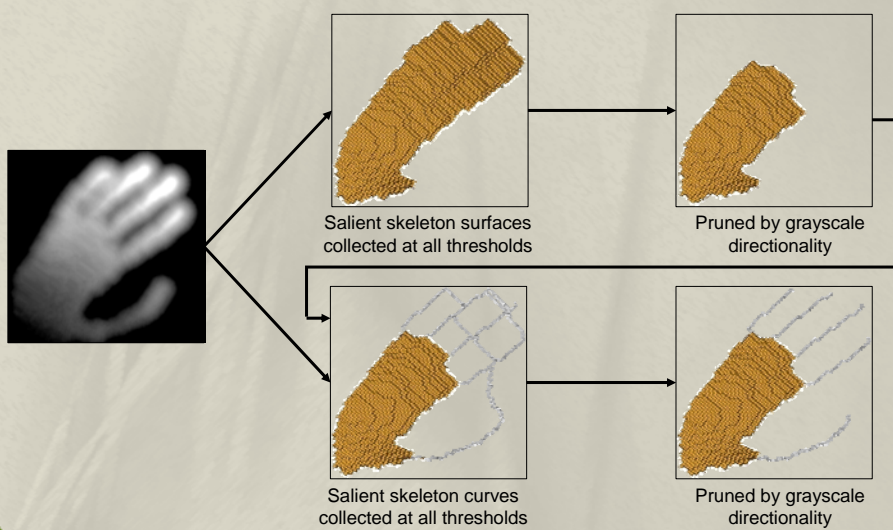 Salient skeleton surfaces
collected at all thresholds
Pruned by grayscale
directionality
Salient skeleton curves
collected at all thresholds
Pruned by grayscale
directionality